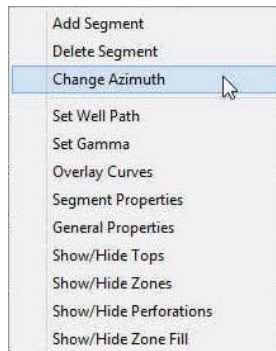 Add Segment
Delete Segment
Change Azimuth
Set Well Path
Set Gamma
Overlay Curves
Segment Properties
General Properties
Show/Hide Tops
Show/Hide Zones
Show/Hide Perforations
Show/Hide Zone Fill